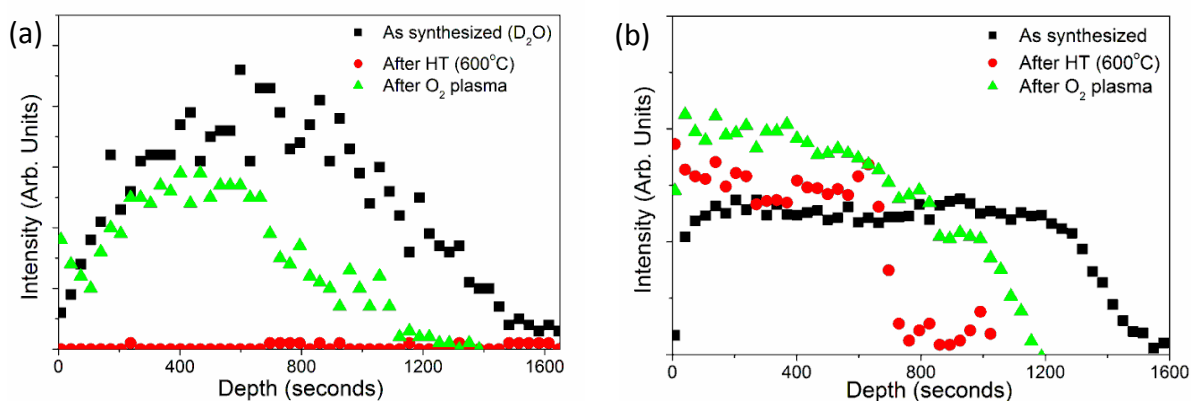 (a)
As synthesized (D₂O)
After HT (600°C)
After O₂ plasma
Intensity (Arb. Units)
0 400 800 1200 1600
Depth (seconds)
(b)
As synthesized
After HT (600°C)
After O₂ plasma
Intensity (Arb. Units)
0 400 800 1200 1600
Depth (seconds)